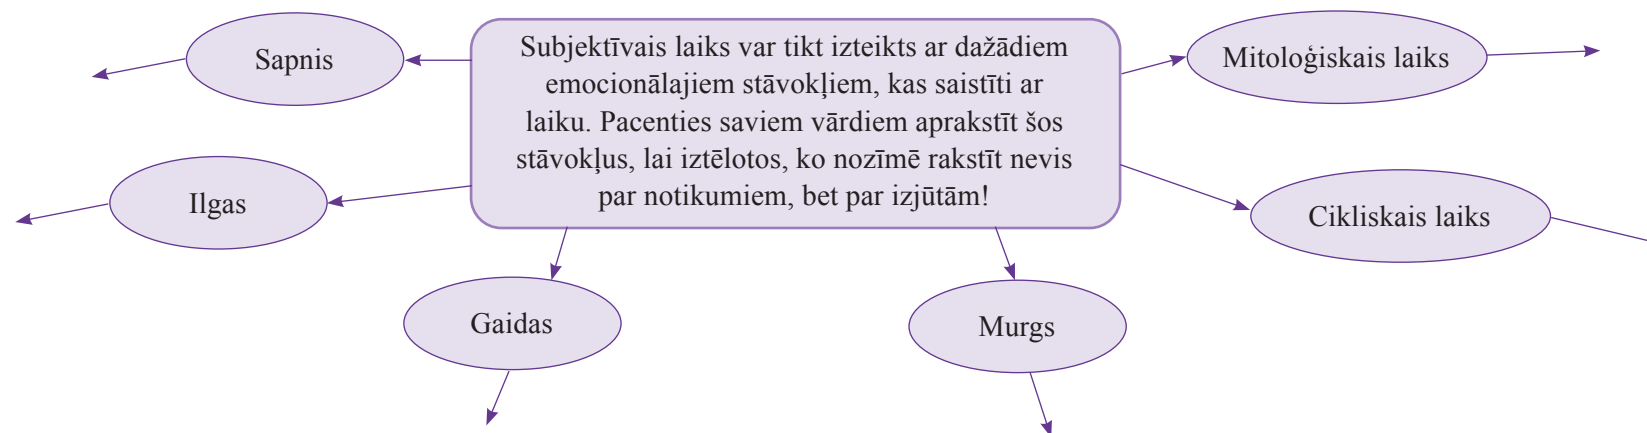 Subjektīvais laiks var tikt izteikts ar dažādiem
emocionālajiem stāvokļiem, kas saistīti ar
laiku. Pacenties saviem vārdiem aprakstīt šos
stāvokļus, lai iztēlotos, ko nozīmē rakstīt nevis
par notikumiem, bet par izjūtām!
Sapnis
Mitoloģiskais laiks
Ilgas
Cikliskais laiks
Gaidas
Murgs